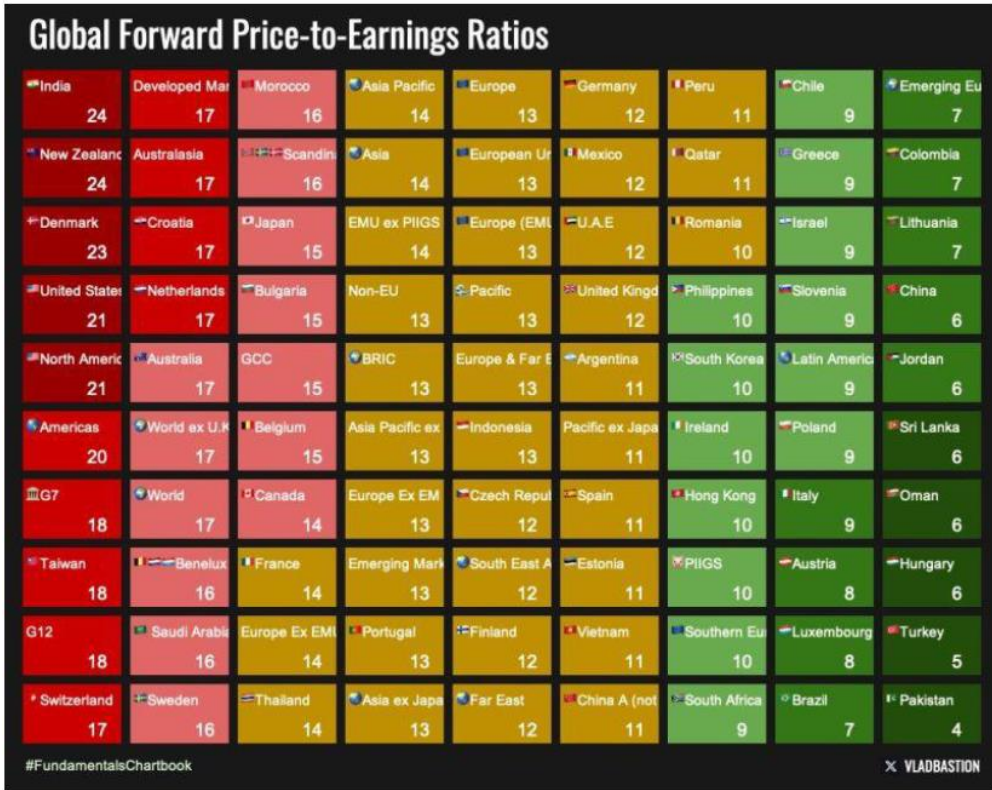 Global Forward Price-to-Earnings Ratios
India Developed Mar Morocco Asia Pacific Europe Germany Peru Chile Emerging Eu
24 17 16 14 13 12 11 9 7
New Zealand Australasia Scandin Asia European Un Mexico Qatar Greece Colombia
24 17 16 14 13 12 11 9 7
Denmark Croatia Japan EMU ex PIIGS Europe (EMU U.A.E Romania Israel Lithuania
23 17 15 14 13 12 10 9 7
United States Netherlands Bulgaria Non-EU Pacific United Kingd Philippines Slovenia China
21 17 15 13 13 12 10 9 6
North Americ Australia GCC BRIC Europe & Far E Argentina South Korea Latin Americ Jordan
21 17 15 13 13 11 10 9 6
Americas World ex U.K Belgium Asia Pacific ex Indonesia Pacific ex Japa Ireland Poland Sri Lanka
20 17 15 13 13 11 10 9 6
G7 World Canada Europe Ex EM Czech Repul Spain Hong Kong Italy Oman
18 17 14 13 12 11 10 9 6
Taiwan Benelux France Emerging Mark South East A Estonia PIIGS Austria Hungary
18 16 14 13 12 11 10 8 6
G12 Saudi Arabia Europe Ex EMU Portugal Finland Vietnam Southern Eu Luxembourg Turkey
18 16 14 13 12 11 10 8 5
Switzerland Sweden Thailand Asia ex Japa Far East China A (not South Africa Brazil Pakistan
17 16 14 13 12 11 9 7 4
#FundamentalsChartbook X VLADBASTION